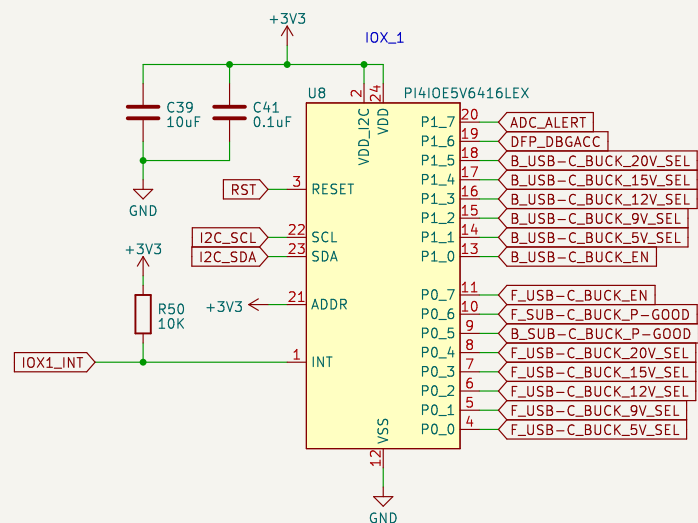 +3V3
IOX_1
U8
PI4IOE5V6416LEX
C39
10uF
C41
0.1uF
GND
2
VDD_I2C
24
VDD
RST
3
RESET
I2C_SCL
22
SCL
I2C_SDA
23
SDA
+3V3
21
ADDR
+3V3
R50
10K
IOX1_INT
1
INT
P1_7
20
ADC_ALERT
P1_6
19
DFP_DBGACC
P1_5
18
B_USB-C_BUCK_20V_SEL
P1_4
17
B_USB-C_BUCK_15V_SEL
P1_3
16
B_USB-C_BUCK_12V_SEL
P1_2
15
B_USB-C_BUCK_9V_SEL
P1_1
14
B_USB-C_BUCK_5V_SEL
P1_0
13
B_USB-C_BUCK_EN
P0_7
11
F_USB-C_BUCK_EN
P0_6
10
F_SUB-C_BUCK_P-GOOD
P0_5
9
B_SUB-C_BUCK_P-GOOD
P0_4
8
F_USB-C_BUCK_20V_SEL
P0_3
7
F_USB-C_BUCK_15V_SEL
P0_2
6
F_USB-C_BUCK_12V_SEL
P0_1
5
F_USB-C_BUCK_9V_SEL
P0_0
4
F_USB-C_BUCK_5V_SEL
VSS
12
GND